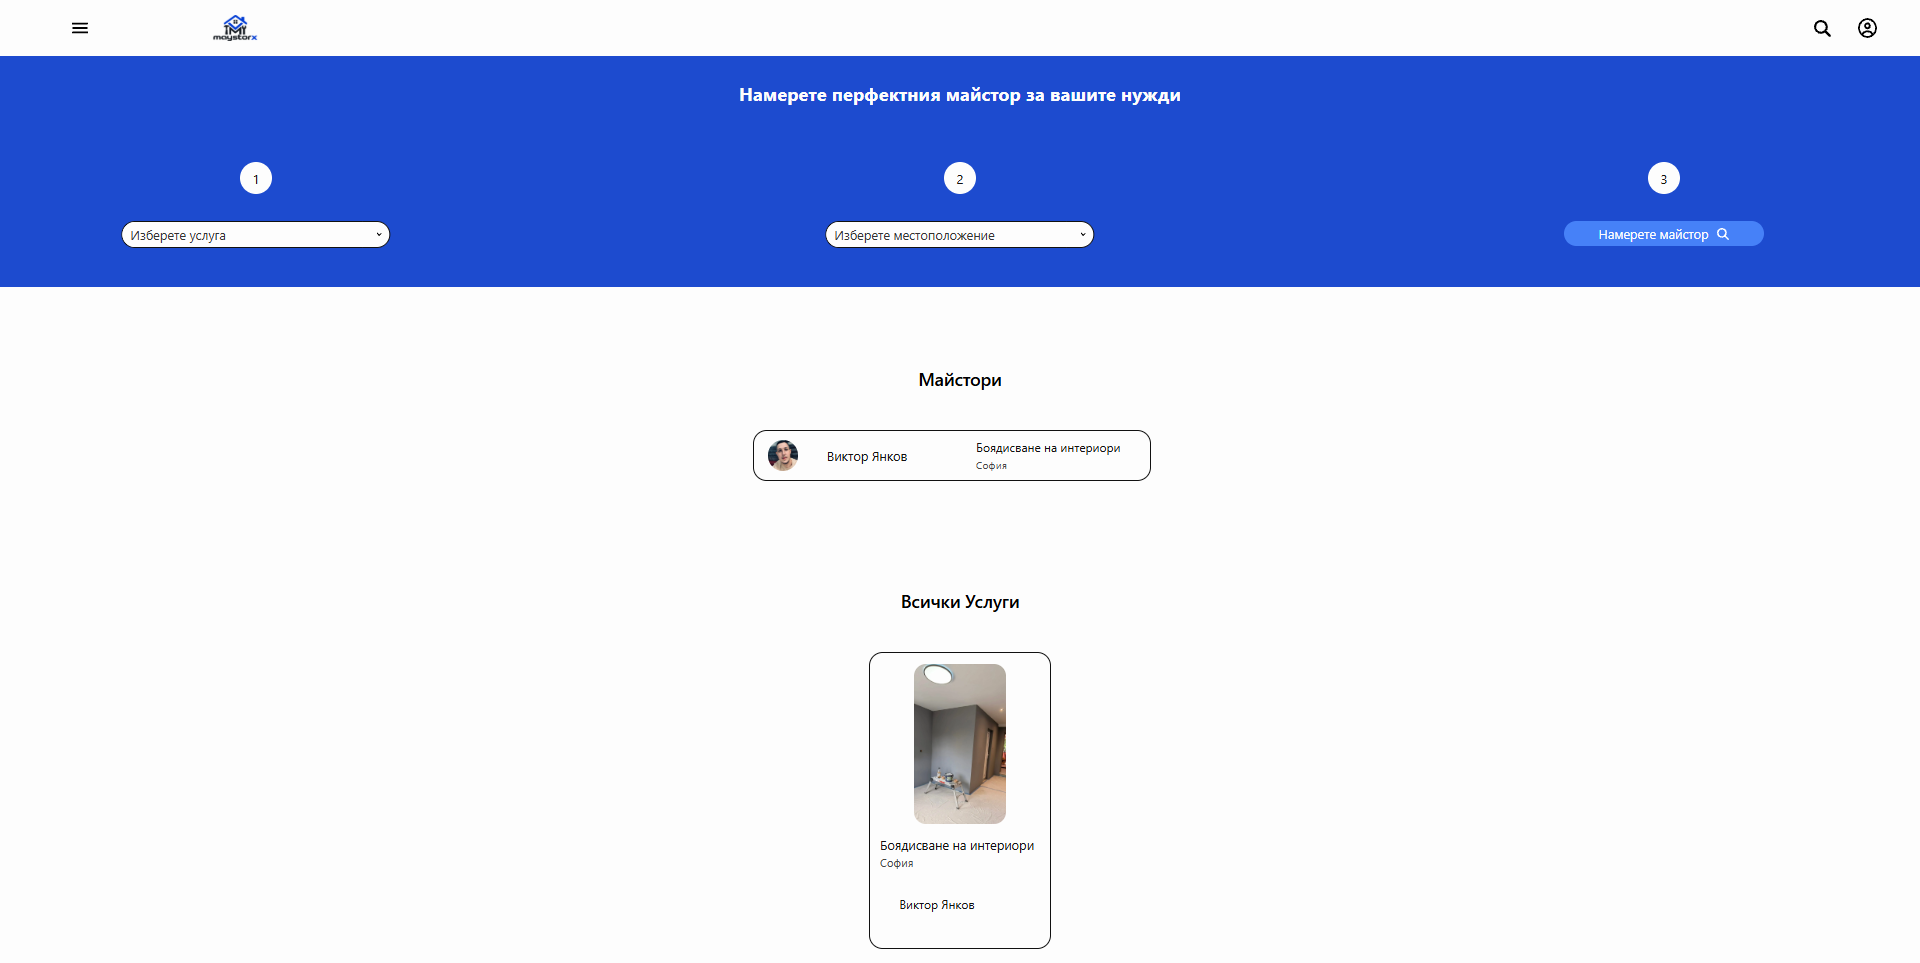 maystorx
Намерете перфектния майстор за вашите нужди
1
2
3
Изберете услуга
Изберете местоположение
Намерете майстор
Майстори
Виктор Янков
Боядисване на интериори
София
Всички Услуги
Боядисване на интериори
София
Виктор Янков